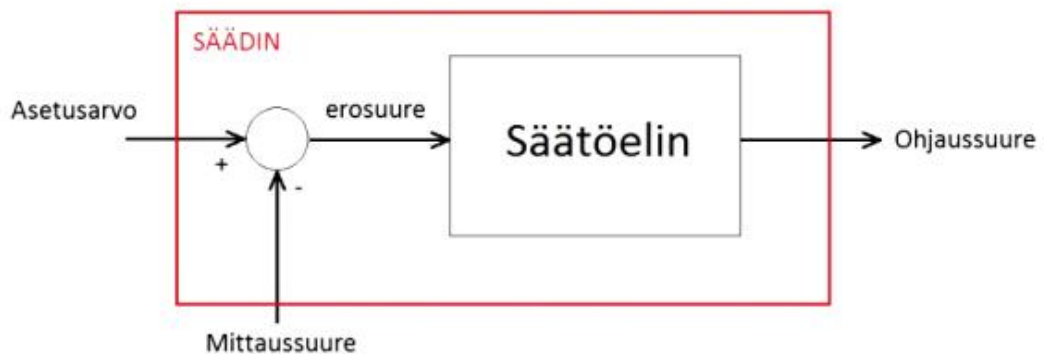 SÄÄDIN
Asetusarvo
erosuure
Säätöelin
Ohjaussuure
+
-
Mittaussuure